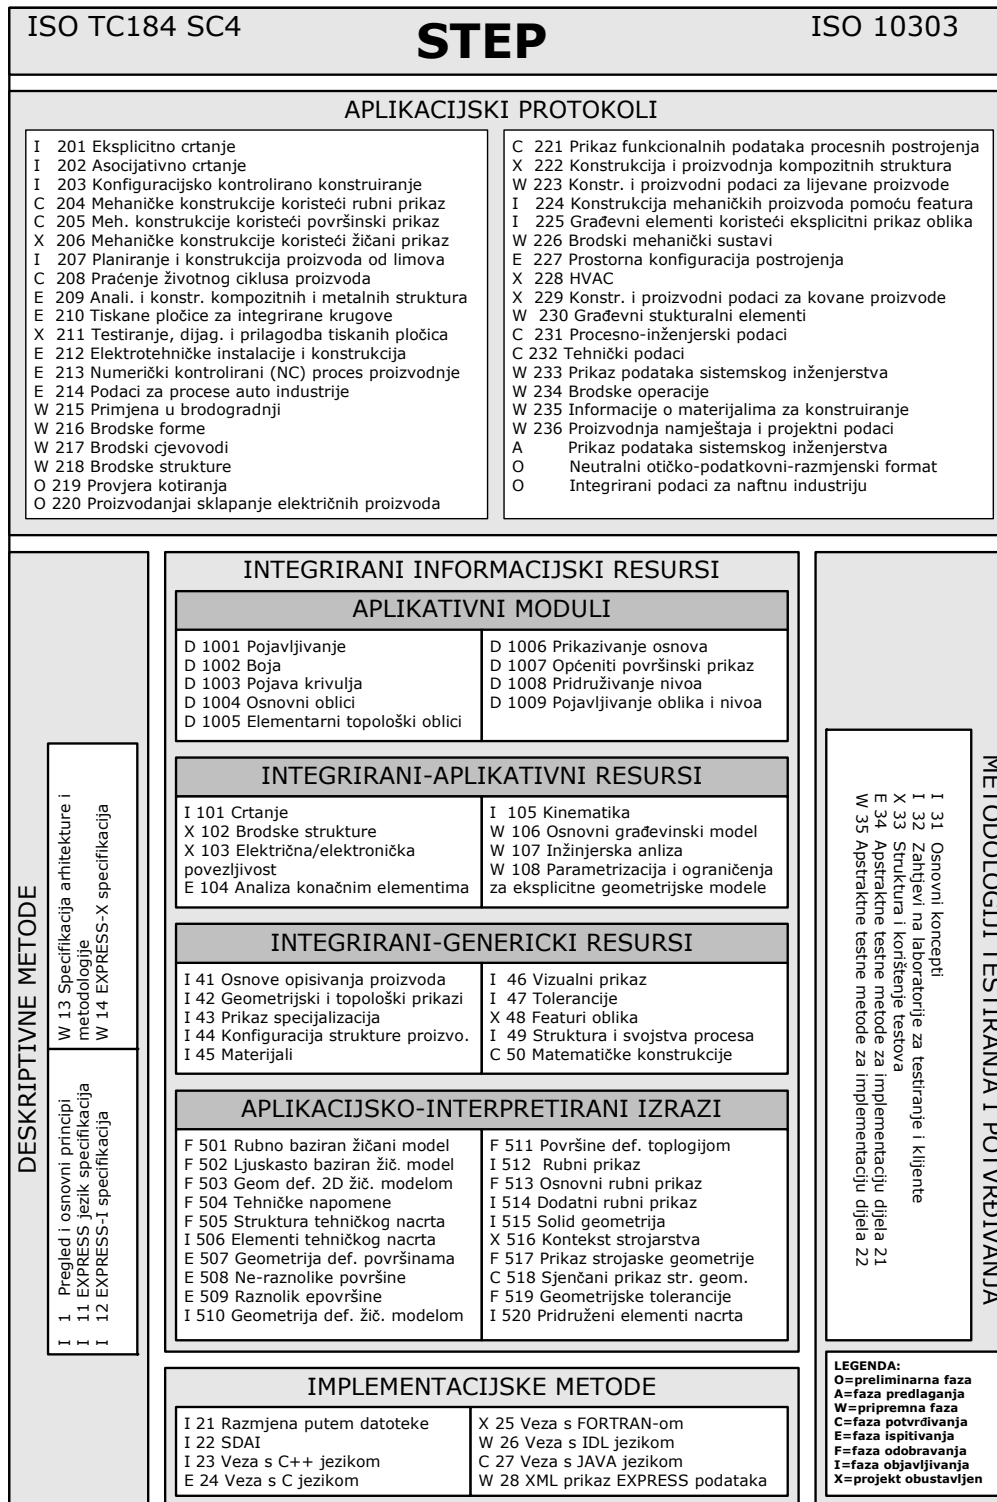 ISO TC184 SC4
STEP
ISO 10303
APLIKACIJSKI PROTOKOLI
I 201 Eksplicitno crtanje
I 202 Asocijativno crtanje
I 203 Konfiguracijsko kontrolirano konstruiranje
C 204 Mehaničke konstrukcije koristeći rubni prikaz
C 205 Meh. konstrukcije koristeći površinski prikaz
X 206 Mehaničke konstrukcije koristeći žičani prikaz
I 207 Planiranje i konstrukcija proizvoda od limova
C 208 Praćenje životnog ciklusa proizvoda
E 209 Anali. i konstr. kompozitnih i metalnih struktura
E 210 Tiskane pločice za integrirane krugove
X 211 Testiranje, dijag. i prilagodba tiskanih pločica
E 212 Elektrotehničke instalacije i konstrukcija
E 213 Numerički kontrolirani (NC) proces proizvodnje
E 214 Podaci za procese auto industrije
W 215 Primjena u brodogradnji
W 216 Brodske forme
W 217 Brodski cjevovodi
W 218 Brodske strukture
O 219 Provjera kotiranja
O 220 Proizvodanjai sklapanje električnih proizvoda
C 221 Prikaz funkcionalnih podataka procesnih postrojenja
X 222 Konstrukcija i proizvodnja kompozitnih struktura
W 223 Konstr. i proizvodni podaci za lijevane proizvode
I 224 Konstrukcija mehaničkih proizvoda pomoću featura
I 225 Građevni elementi koristeći eksplicitni prikaz oblika
W 226 Brodski mehanički sustavi
E 227 Prostorna konfiguracija postrojenja
X 228 HVAC
X 229 Konstr. i proizvodni podaci za kovane proizvode
W 230 Građevni stukturalni elementi
C 231 Procesno-inženjerski podaci
C 232 Tehnički podaci
W 233 Prikaz podataka sistemskog inženjerstva
W 234 Brodske operacije
W 235 Informacije o materijalima za konstruiranje
W 236 Proizvodnja namještaja i projektni podaci
A Prikaz podataka sistemskog inženjerstva
O Neutralni otičko-podatkovni-razmjenski format
O Integrirani podaci za naftnu industriju
DESKRIPTIVNE METODE
W 13 Specifikacija arhitekture i
metodologije
W 14 EXPRESS-X specifikacija
I 1 Pregled i osnovni principi
I 11 EXPRESS jezik specifikacija
I 12 EXPRESS-I specifikacija
INTEGRIRANI INFORMACIJSKI RESURSI
APLIKATIVNI MODULI
D 1001 Pojavljivanje
D 1002 Boja
D 1003 Pojava krivulja
D 1004 Osnovni oblici
D 1005 Elementarni topološki oblici
D 1006 Prikazivanje osnova
D 1007 Općeniti površinski prikaz
D 1008 Pridruživanje nivoa
D 1009 Pojavljivanje oblika i nivoa
INTEGRIRANI-APLIKATIVNI RESURSI
I 101 Crtanje
X 102 Brodske strukture
X 103 Električna/elektronička
povezljivost
E 104 Analiza konačnim elementima
I 105 Kinematika
W 106 Osnovni građevinski model
W 107 Inžinjerska anliza
W 108 Parametrizacija i ograničenja
za eksplicitne geometrijske modele
INTEGRIRANI-GENERICKI RESURSI
I 41 Osnove opisivanja proizvoda
I 42 Geometrijski i topološki prikazi
I 43 Prikaz specijalizacija
I 44 Konfiguracija strukture proizvo.
I 45 Materijali
I 46 Vizualni prikaz
I 47 Tolerancije
X 48 Featuri oblika
I 49 Struktura i svojstva procesa
C 50 Matematičke konstrukcije
APLIKACIJSKO-INTERPRETIRANI IZRAZI
F 501 Rubno baziran žičani model
F 502 Ljuskasto baziran žič. model
F 503 Geom def. 2D žič. modelom
F 504 Tehničke napomene
F 505 Struktura tehničkog nacrta
I 506 Elementi tehničkog nacrta
E 507 Geometrija def. površinama
E 508 Ne-raznolike površine
E 509 Raznolik epovršine
I 510 Geometrija def. žič. modelom
F 511 Površine def. toplogijom
I 512 Rubni prikaz
F 513 Osnovni rubni prikaz
I 514 Dodatni rubni prikaz
I 515 Solid geometrija
X 516 Kontekst strojarstva
F 517 Prikaz strojaske geometrije
C 518 Sjenčani prikaz str. geom.
F 519 Geometrijske tolerancije
I 520 Pridruženi elementi nacrta
IMPLEMENTACIJSKE METODE
I 21 Razmjena putem datoteke
I 22 SDAI
I 23 Veza s C++ jezikom
E 24 Veza s C jezikom
X 25 Veza s FORTRAN-om
W 26 Veza s IDL jezikom
C 27 Veza s JAVA jezikom
W 28 XML prikaz EXPRESS podataka
METODOLOGIJI TESTIRANJA I POTVRĐIVANJA
I 31 Osnovni koncepti
I 32 Zahtjevi na laboratorije za testiranje i klijente
X 33 Struktura i korištenje testova
E 34 Apstraktne testne metode za implementaciju dijela 21
W 35 Apstraktne testne metode za implementaciju dijela 22
LEGENDA:
O=preliminarna faza
A=faza predlaganja
W=pripremna faza
C=faza potvrđivanja
E=faza ispitivanja
F=faza odobravanja
I=faza objavljivanja
X=projekt obustavljen